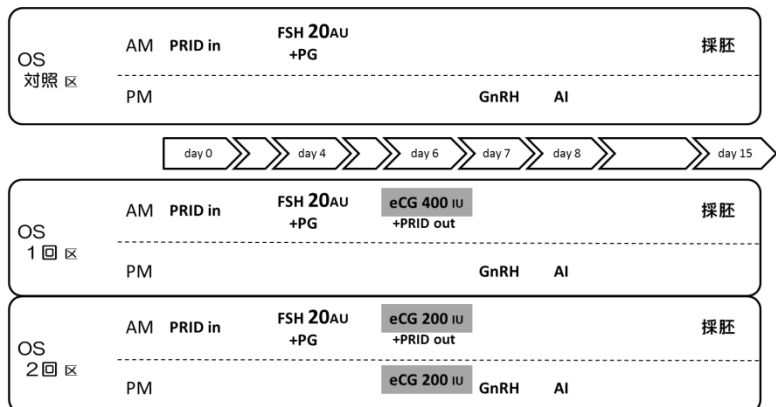 OS
対照 区
AM PRID in FSH 20AU 採胚
+PG
PM GnRH AI
day 0 day 4 day 6 day 7 day 8 day 15
OS
1回 区
AM PRID in FSH 20AU eCG 400 IU 採胚
+PG +PRID out
PM GnRH AI
OS
2回 区
AM PRID in FSH 20AU eCG 200 IU 採胚
+PG +PRID out
PM eCG 200 IU GnRH AI